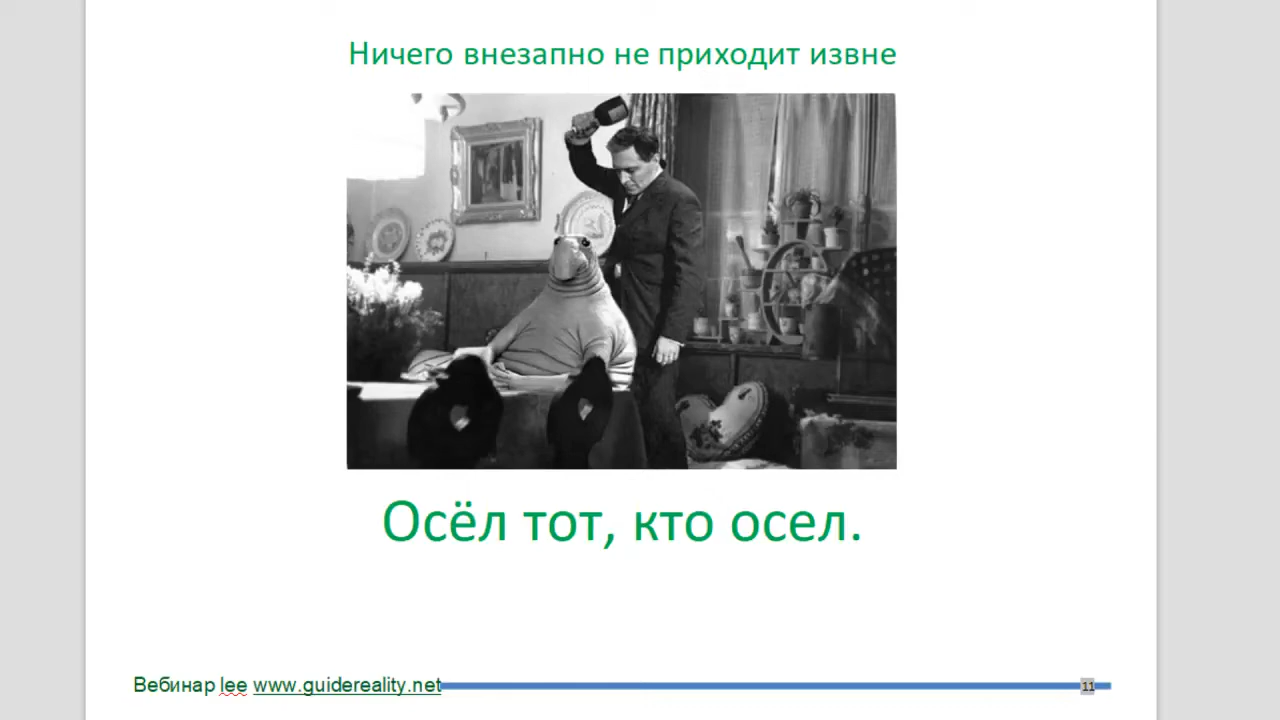 Ничего внезапно не приходит извне
Осёл тот, кто осел.
Вебинар lee www.guidereality.net
11